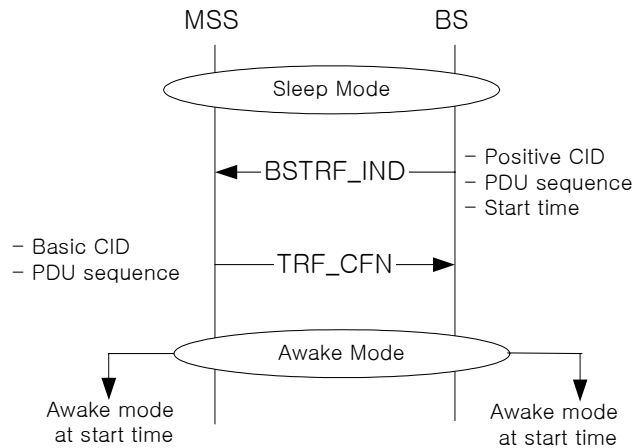 MSS
BS
Sleep Mode
BSTRF_IND
- Positive CID
- PDU sequence
- Start time
- Basic CID
- PDU sequence
TRF_CFN
Awake Mode
Awake mode
at start time
Awake mode
at start time